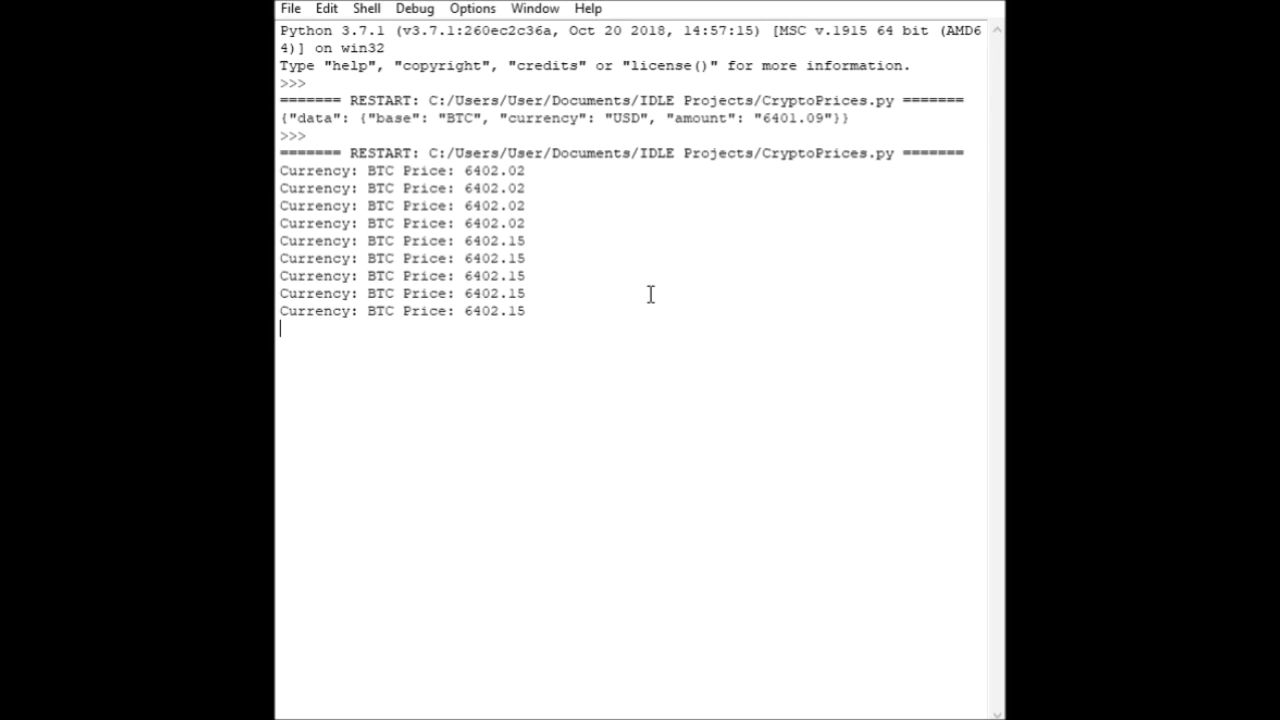 File Edit Shell Debug Options Window Help
Python 3.7.1 (v3.7.1:260ec2c36a, Oct 20 2018, 14:57:15) [MSC v.1915 64 bit (AMD6
4)] on win32
Type "help", "copyright", "credits" or "license()" for more information.
>>>
======= RESTART: C:/Users/User/Documents/IDLE Projects/CryptoPrices.py =======
{"data": {"base": "BTC", "currency": "USD", "amount": "6401.09"}}
>>>
======= RESTART: C:/Users/User/Documents/IDLE Projects/CryptoPrices.py =======
Currency: BTC Price: 6402.02
Currency: BTC Price: 6402.02
Currency: BTC Price: 6402.02
Currency: BTC Price: 6402.02
Currency: BTC Price: 6402.15
Currency: BTC Price: 6402.15
Currency: BTC Price: 6402.15
Currency: BTC Price: 6402.15
Currency: BTC Price: 6402.15